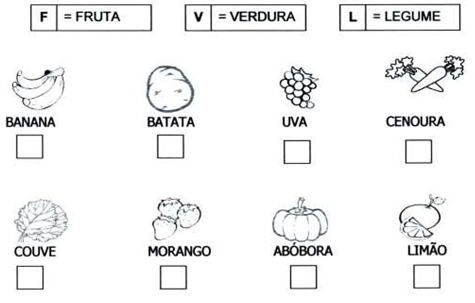 F = FRUTA V = VERDURA L = LEGUME
BANANA BATATA UVA CENOURA
COUVE MORANGO ABÓBORA LIMÃO